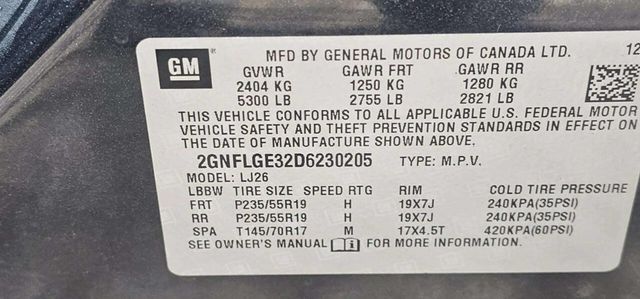 GM
MFD BY GENERAL MOTORS OF CANADA LTD. 12
GVWR GAWR FRT GAWR RR
2404 KG 1250 KG 1280 KG
5300 LB 2755 LB 2821 LB
THIS VEHICLE CONFORMS TO ALL APPLICABLE U.S. FEDERAL MOTOR
VEHICLE SAFETY AND THEFT PREVENTION STANDARDS IN EFFECT ON
THE DATE OF MANUFACTURE SHOWN ABOVE.
2GNFLGE32D6230205 TYPE: M.P.V.
MODEL: LJ26
LBBW TIRE SIZE SPEED RTG RIM COLD TIRE PRESSURE
FRT P235/55R19 H 19X7J 240KPA(35PSI)
RR P235/55R19 H 19X7J 240KPA(35PSI)
SPA T145/70R17 M 17X4.5T 420KPA(60PSI)
SEE OWNER'S MANUAL FOR MORE INFORMATION